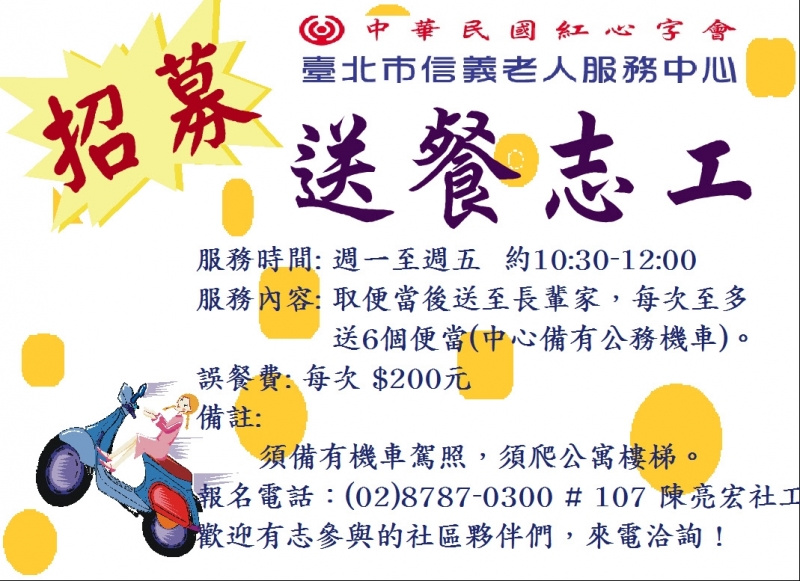 招募
中華民國紅心字會
臺北市信義老人服務中心
送餐志工
服務時間: 週一至週五 約10:30-12:00
服務內容: 取便當後送至長輩家，每次至多
送6個便當(中心備有公務機車)。
誤餐費: 每次 $200元
備註:
須備有機車駕照，須爬公寓樓梯。
報名電話：(02)8787-0300 # 107 陳亮宏社工
歡迎有志參與的社區夥伴們，來電洽詢！